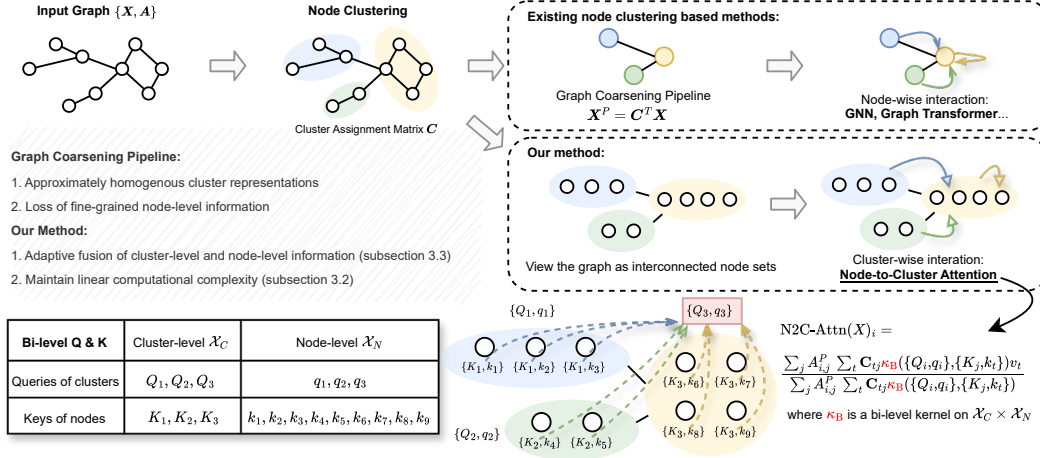 Input Graph {X, A}
Node Clustering
Cluster Assignment Matrix C
Existing node clustering based methods:
Graph Coarsening Pipeline
X^P = C^T X
Node-wise interaction:
GNN, Graph Transformer...
Our method:
View the graph as interconnected node sets
Cluster-wise interaction:
Node-to-Cluster Attention
Graph Coarsening Pipeline:
1. Approximately homogenous cluster representations
2. Loss of fine-grained node-level information
Our Method:
1. Adaptive fusion of cluster-level and node-level information (subsection 3.3)
2. Maintain linear computational complexity (subsection 3.2)
Bi-level Q & K Cluster-level 𝒳_C Node-level 𝒳_N
Queries of clusters Q_1, Q_2, Q_3 q_1, q_2, q_3
Keys of nodes K_1, K_2, K_3 k_1, k_2, k_3, k_4, k_5, k_6, k_7, k_8, k_9
{Q_1, q_1}
{Q_3, q_3}
{K_1, k_1} {K_1, k_2} {K_1, k_3}
{K_3, k_6} {K_3, k_7}
{Q_2, q_2}
{K_2, k_4} {K_2, k_5}
{K_3, k_8} {K_3, k_9}
N2C-Attn(X)_i =
∑_j A^P_{i,j} ∑_t C_{tj} κ_B({Q_i, q_i}, {K_j, k_t}) v_t
∑_j A^P_{i,j} ∑_t C_{tj} κ_B({Q_i, q_i}, {K_j, k_t})
where κ_B is a bi-level kernel on 𝒳_C × 𝒳_N